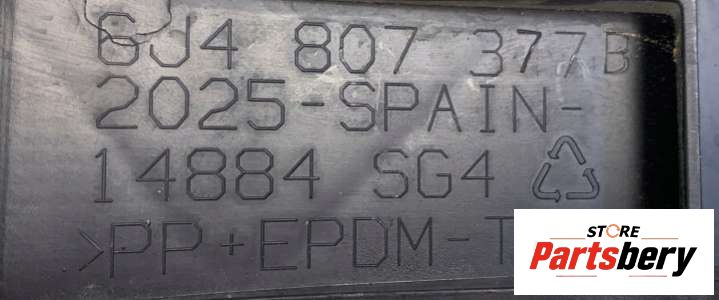 6J4 807 377B
2025-SPAIN-
14884 SG4
>PP+EPDM-T
STORE
Partsbery